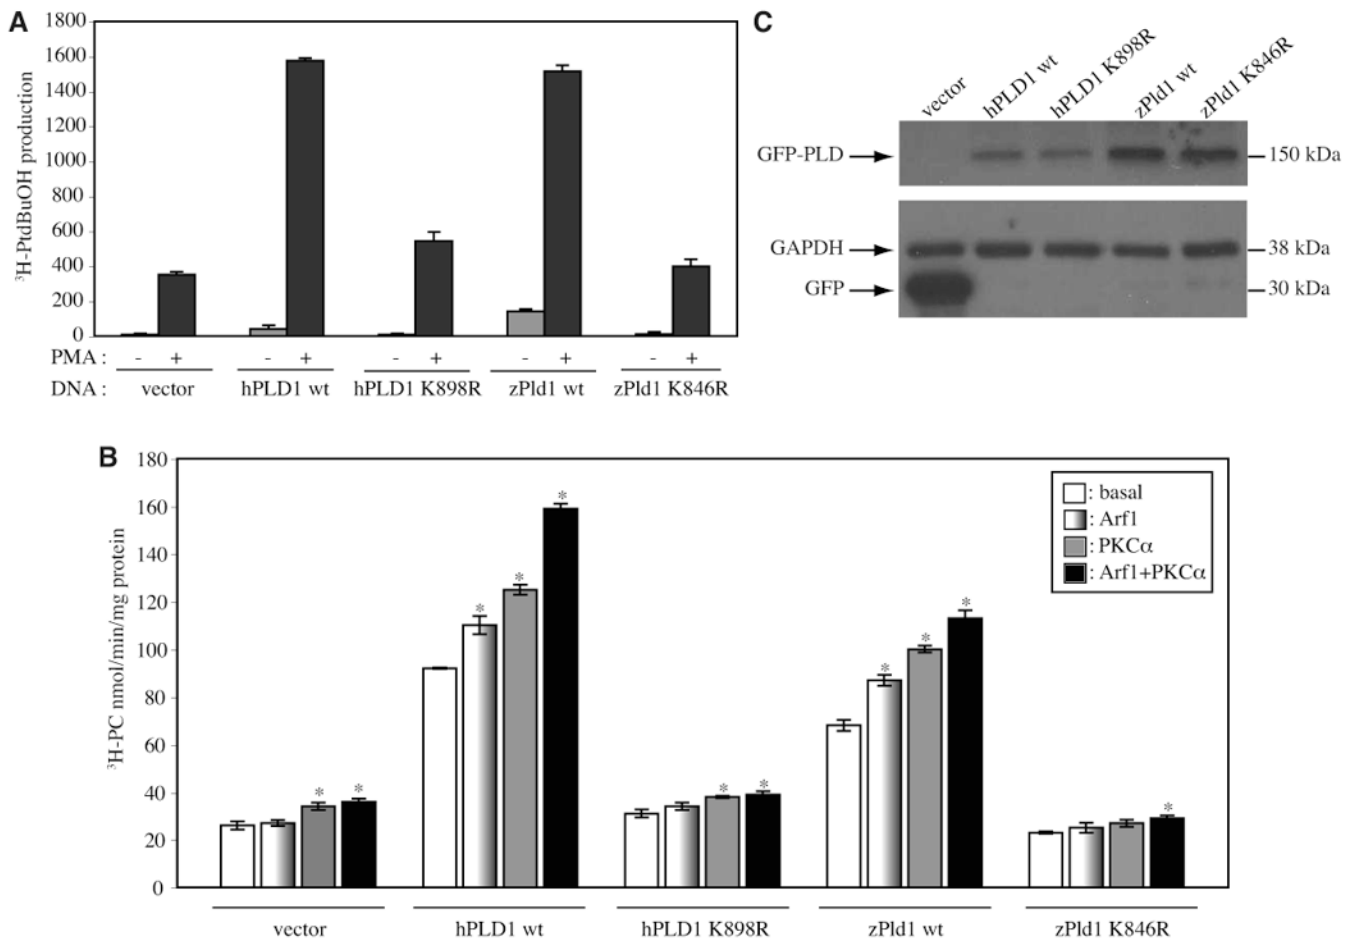 A
1800
1600
1400
1200
1000
800
600
400
200
0
³H-PtdBuOH production
PMA : - + - + - + - + - +
DNA : vector hPLD1 wt hPLD1 K898R zPld1 wt zPld1 K846R
C
vector
hPLD1 wt
hPLD1 K898R
zPld1 wt
zPld1 K846R
GFP-PLD
150 kDa
GAPDH
38 kDa
GFP
30 kDa
B
180
160
140
120
100
80
60
40
20
0
³H-PC nmol/min/mg protein
: basal
: Arf1
: PKCα
: Arf1+PKCα
* * * * * * * * * * * *
vector hPLD1 wt hPLD1 K898R zPld1 wt zPld1 K846R